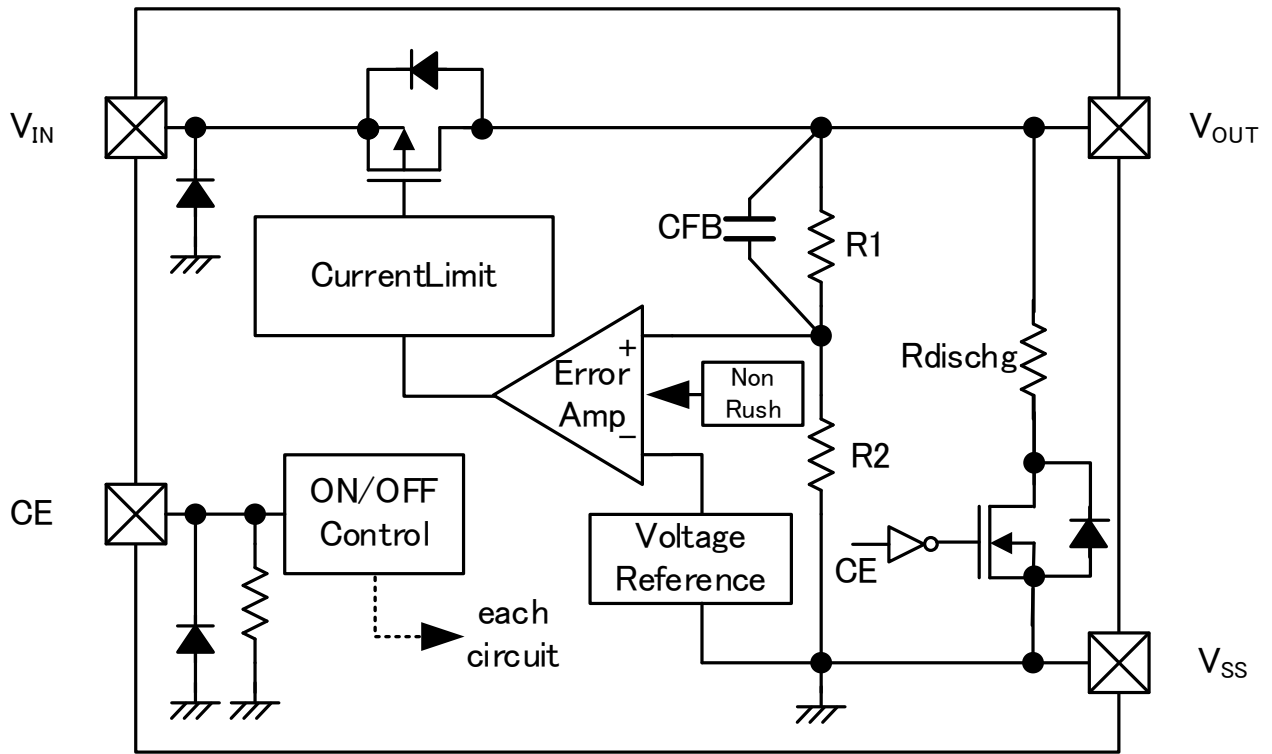 VIN
VOUT
CFB
R1
CurrentLimit
Rdischg
+
Error
Amp
−
Non
Rush
R2
CE
ON/OFF
Control
Voltage
Reference
CE
each
circuit
VSS